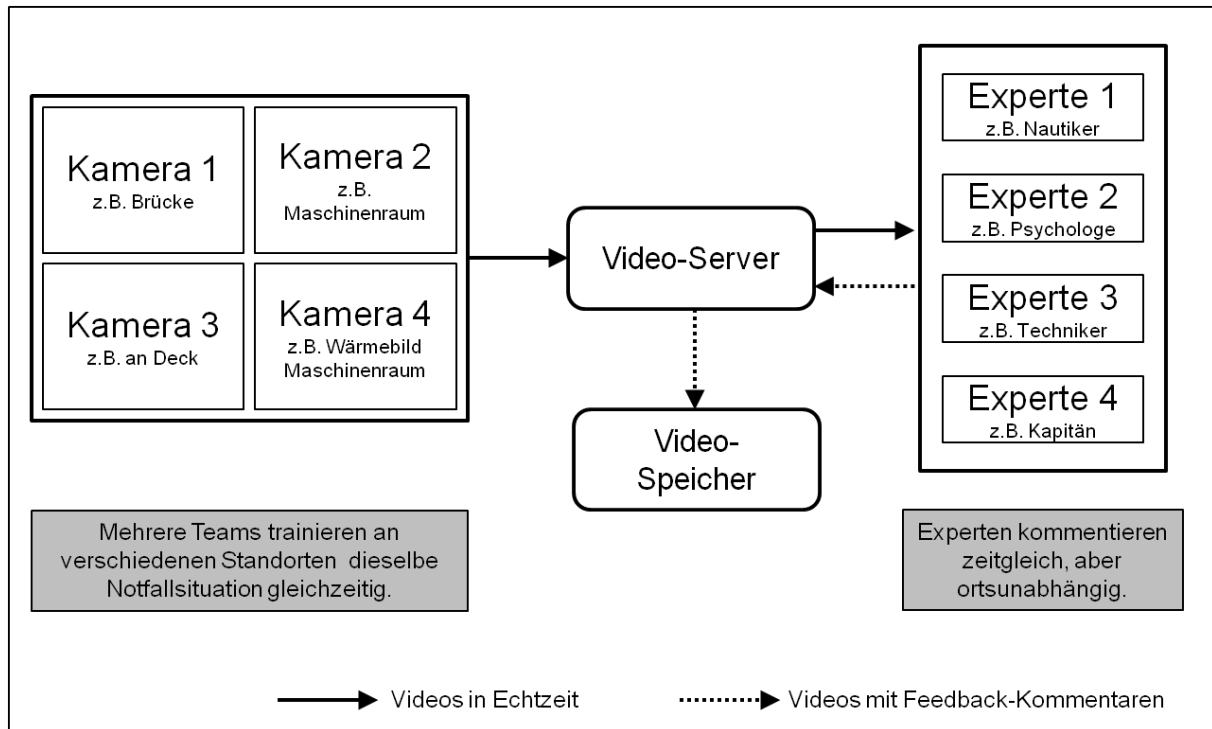 Kamera 1
z.B. Brücke
Kamera 2
z.B.
Maschinenraum
Kamera 3
z.B. an Deck
Kamera 4
z.B. Wärmebild
Maschinenraum
Video-Server
Video-
Speicher
Experte 1
z.B. Nautiker
Experte 2
z.B. Psychologe
Experte 3
z.B. Techniker
Experte 4
z.B. Kapitän
Mehrere Teams trainieren an
verschiedenen Standorten dieselbe
Notfallsituation gleichzeitig.
Experten kommentieren
zeitgleich, aber
ortsunabhängig.
Videos in Echtzeit
Videos mit Feedback-Kommentaren